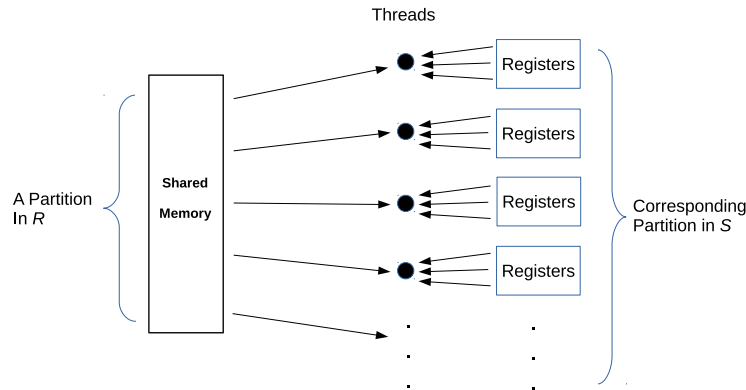 Threads
Registers
Registers
Shared
Memory
A Partition
In R
Registers
Corresponding
Partition in S
Registers